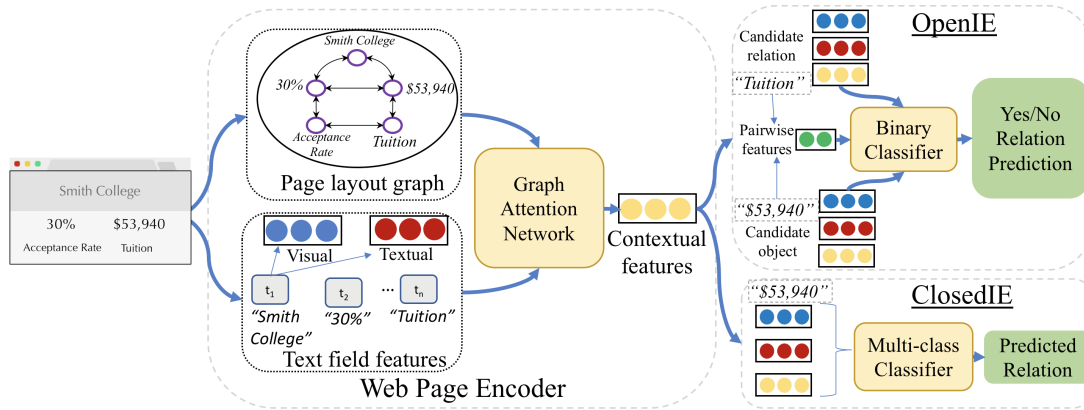 Smith College
30%
$53,940
Acceptance Rate
Tuition
Smith College
30%
$53,940
Acceptance
Rate
Tuition
Page layout graph
Visual
Textual
t1
t2
...
tn
“Smith
College”
“30%”
“Tuition”
Text field features
Graph
Attention
Network
Contextual
features
Web Page Encoder
OpenIE
Candidate
relation
“Tuition”
Pairwise
features
“$53,940”
Candidate
object
Binary
Classifier
Yes/No
Relation
Prediction
ClosedIE
“$53,940”
Multi-class
Classifier
Predicted
Relation